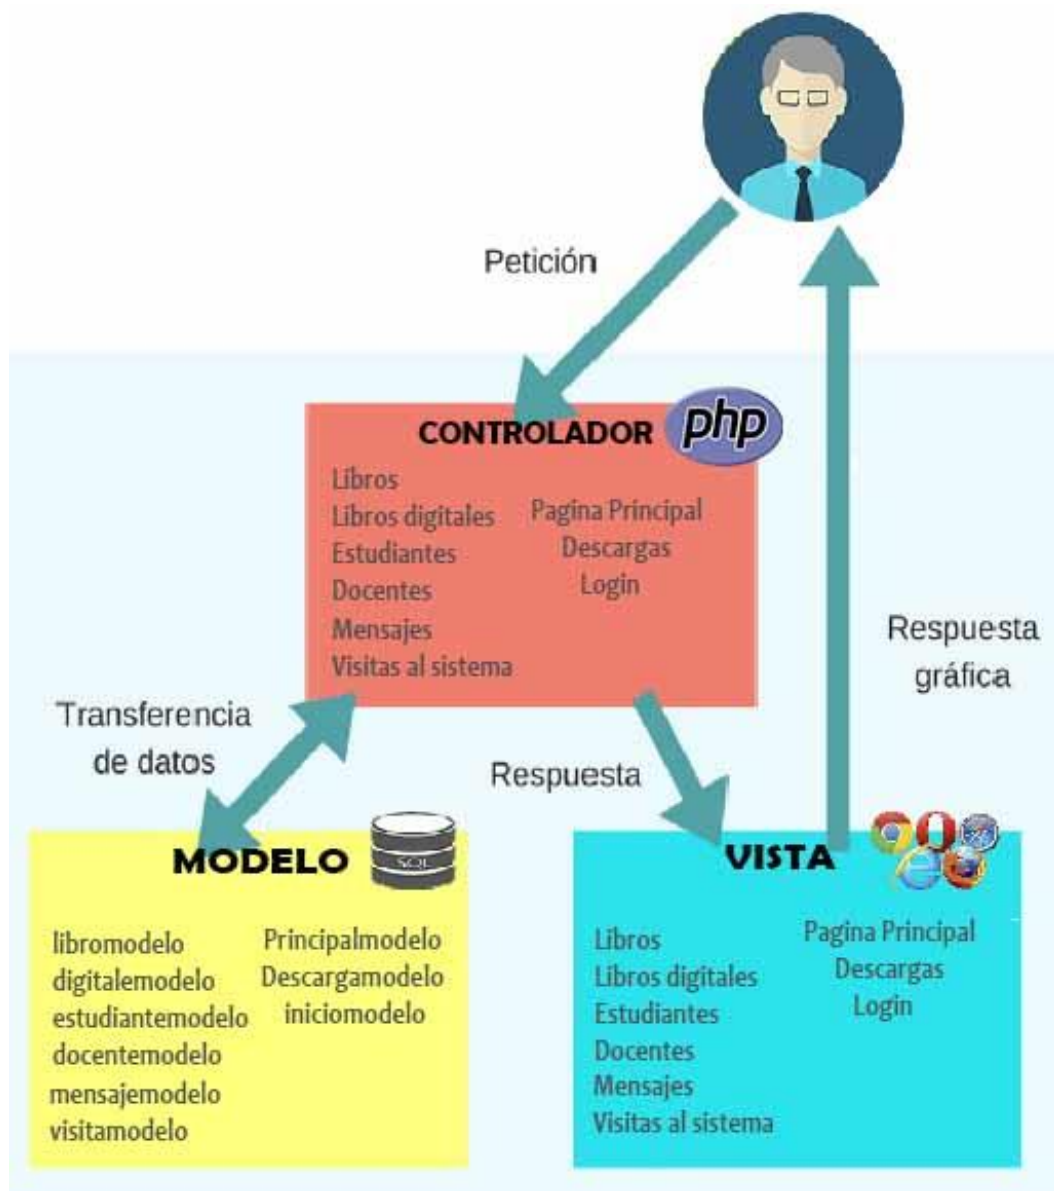 Petición
CONTROLADOR
php
Libros
Libros digitales
Estudiantes
Docentes
Mensajes
Visitas al sistema
Pagina Principal
Descargas
Login
Respuesta
gráfica
Transferencia
de datos
Respuesta
MODELO
SQL
libromodelo
digitalemodelo
estudiantemodelo
docentemodelo
mensajemodelo
visitamodelo
Principalmodelo
Descargamodelo
iniciomodelo
VISTA
Libros
Libros digitales
Estudiantes
Docentes
Mensajes
Visitas al sistema
Pagina Principal
Descargas
Login